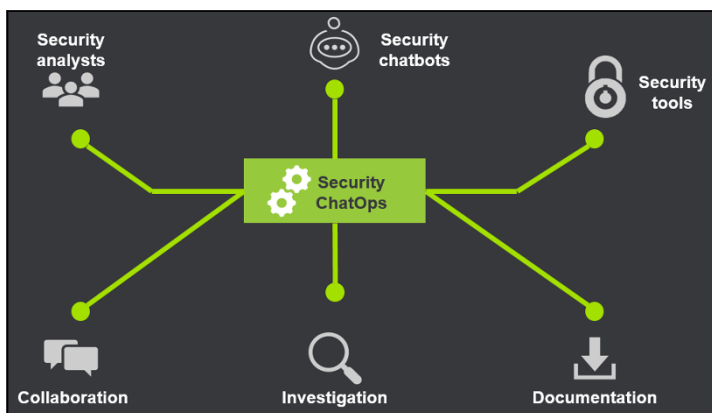 Security
analysts
Security
chatbots
Security
tools
Security
ChatOps
Collaboration
Investigation
Documentation